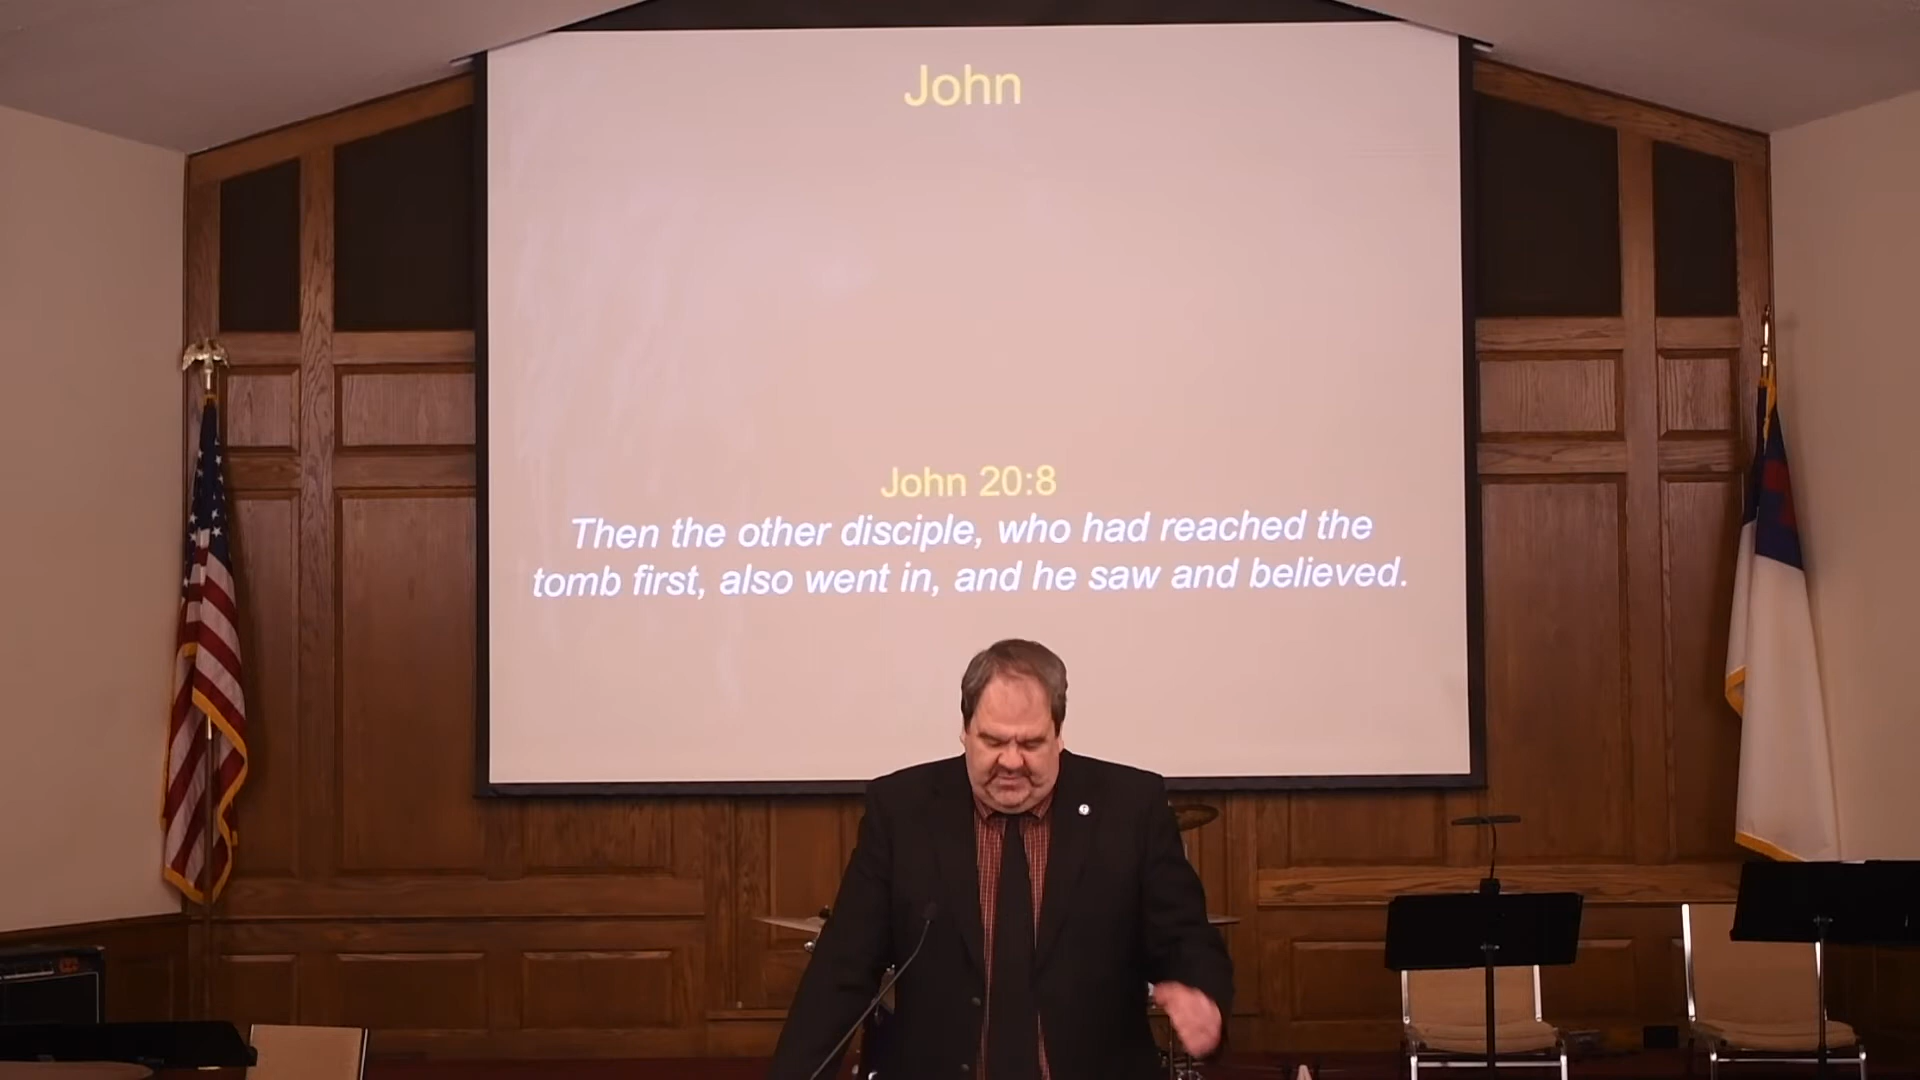 John
John 20:8
Then the other disciple, who had reached the
tomb first, also went in, and he saw and believed.